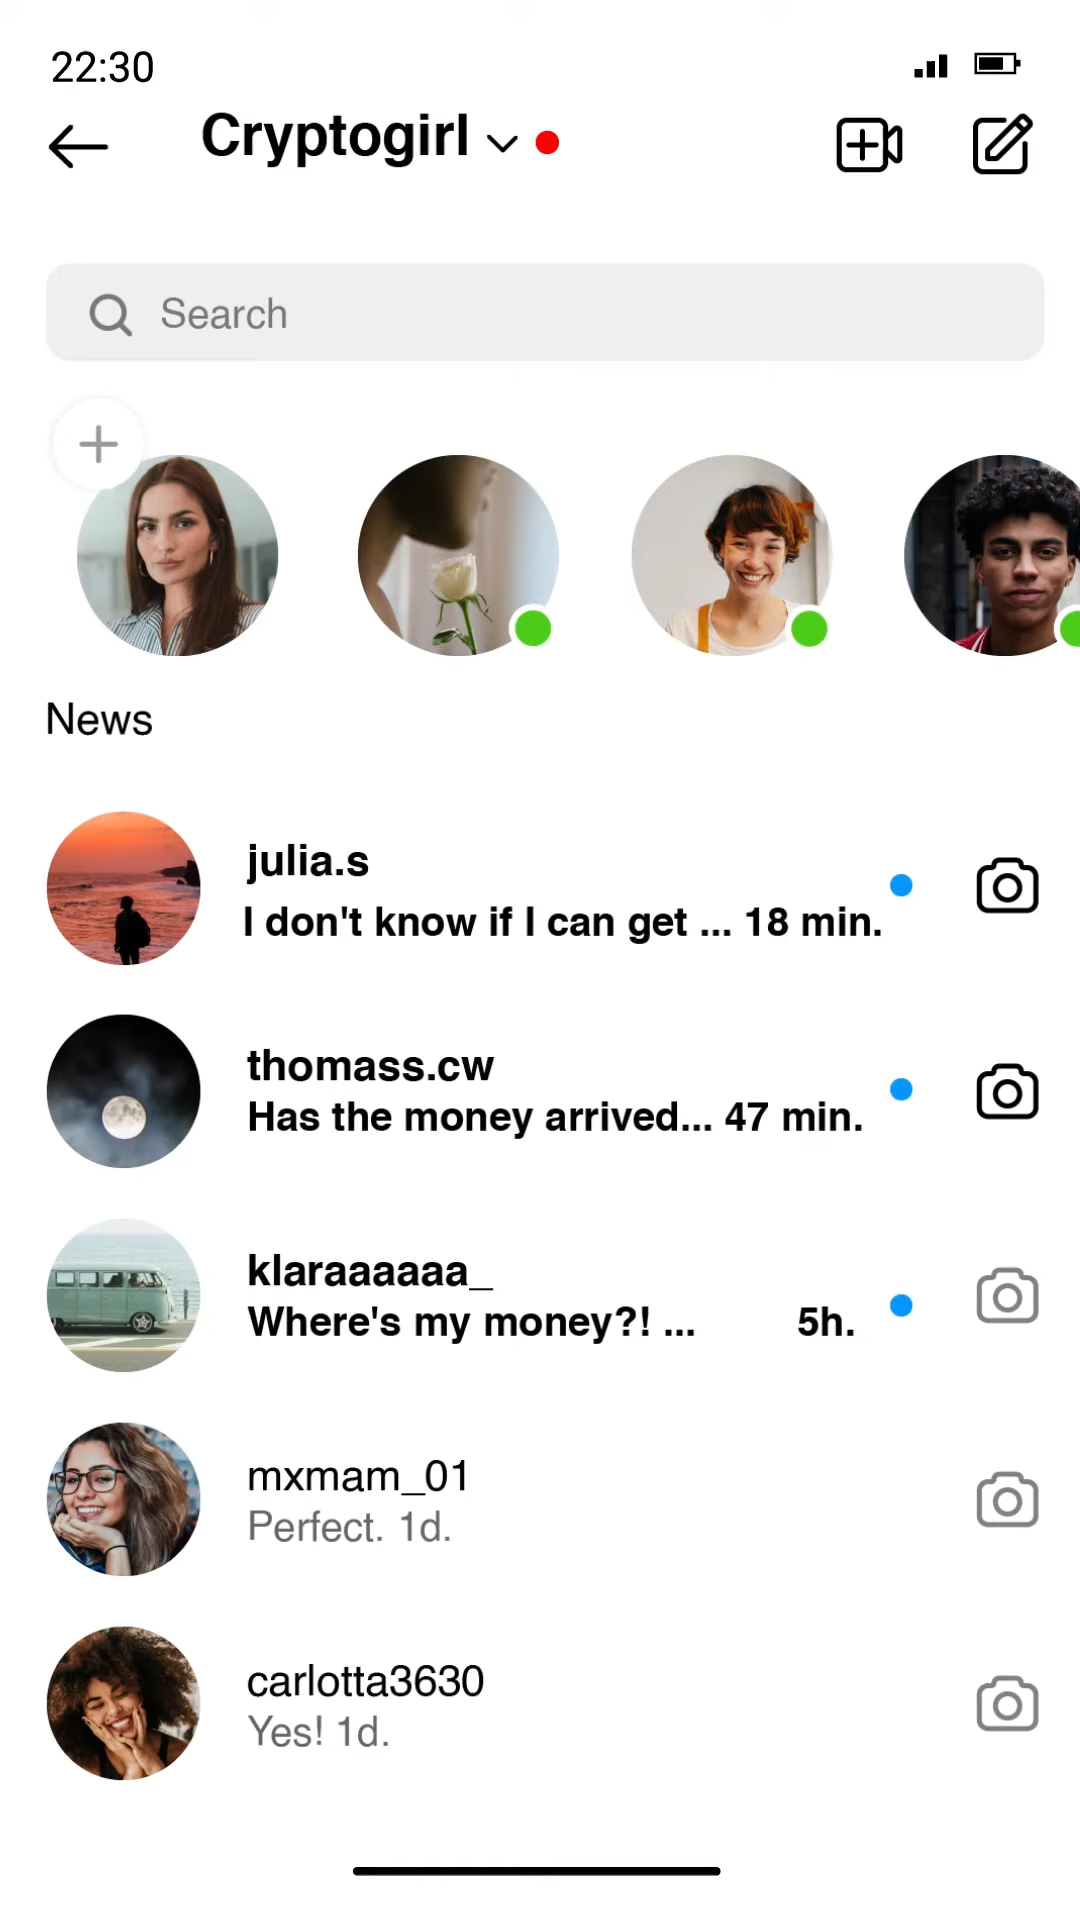 22:30
Cryptogirl
Search
News
julia.s
I don't know if I can get ... 18 min.
thomass.cw
Has the money arrived... 47 min.
klaraaaaaa_
Where's my money?! ... 5h.
mxmam_01
Perfect. 1d.
carlotta3630
Yes! 1d.